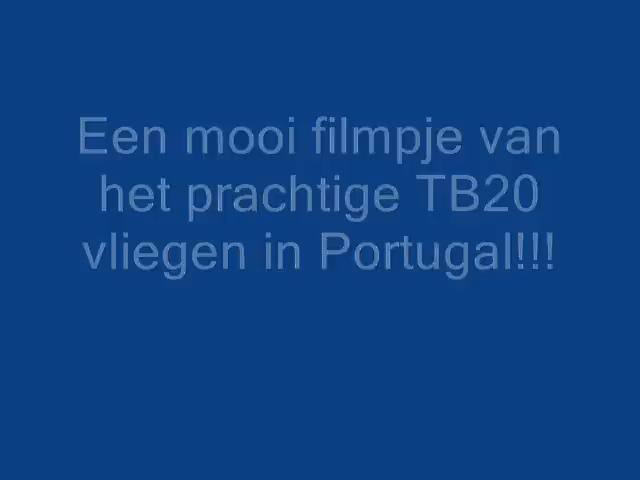 Een mooi filmpje van
het prachtige TB20
vliegen in Portugal!!!